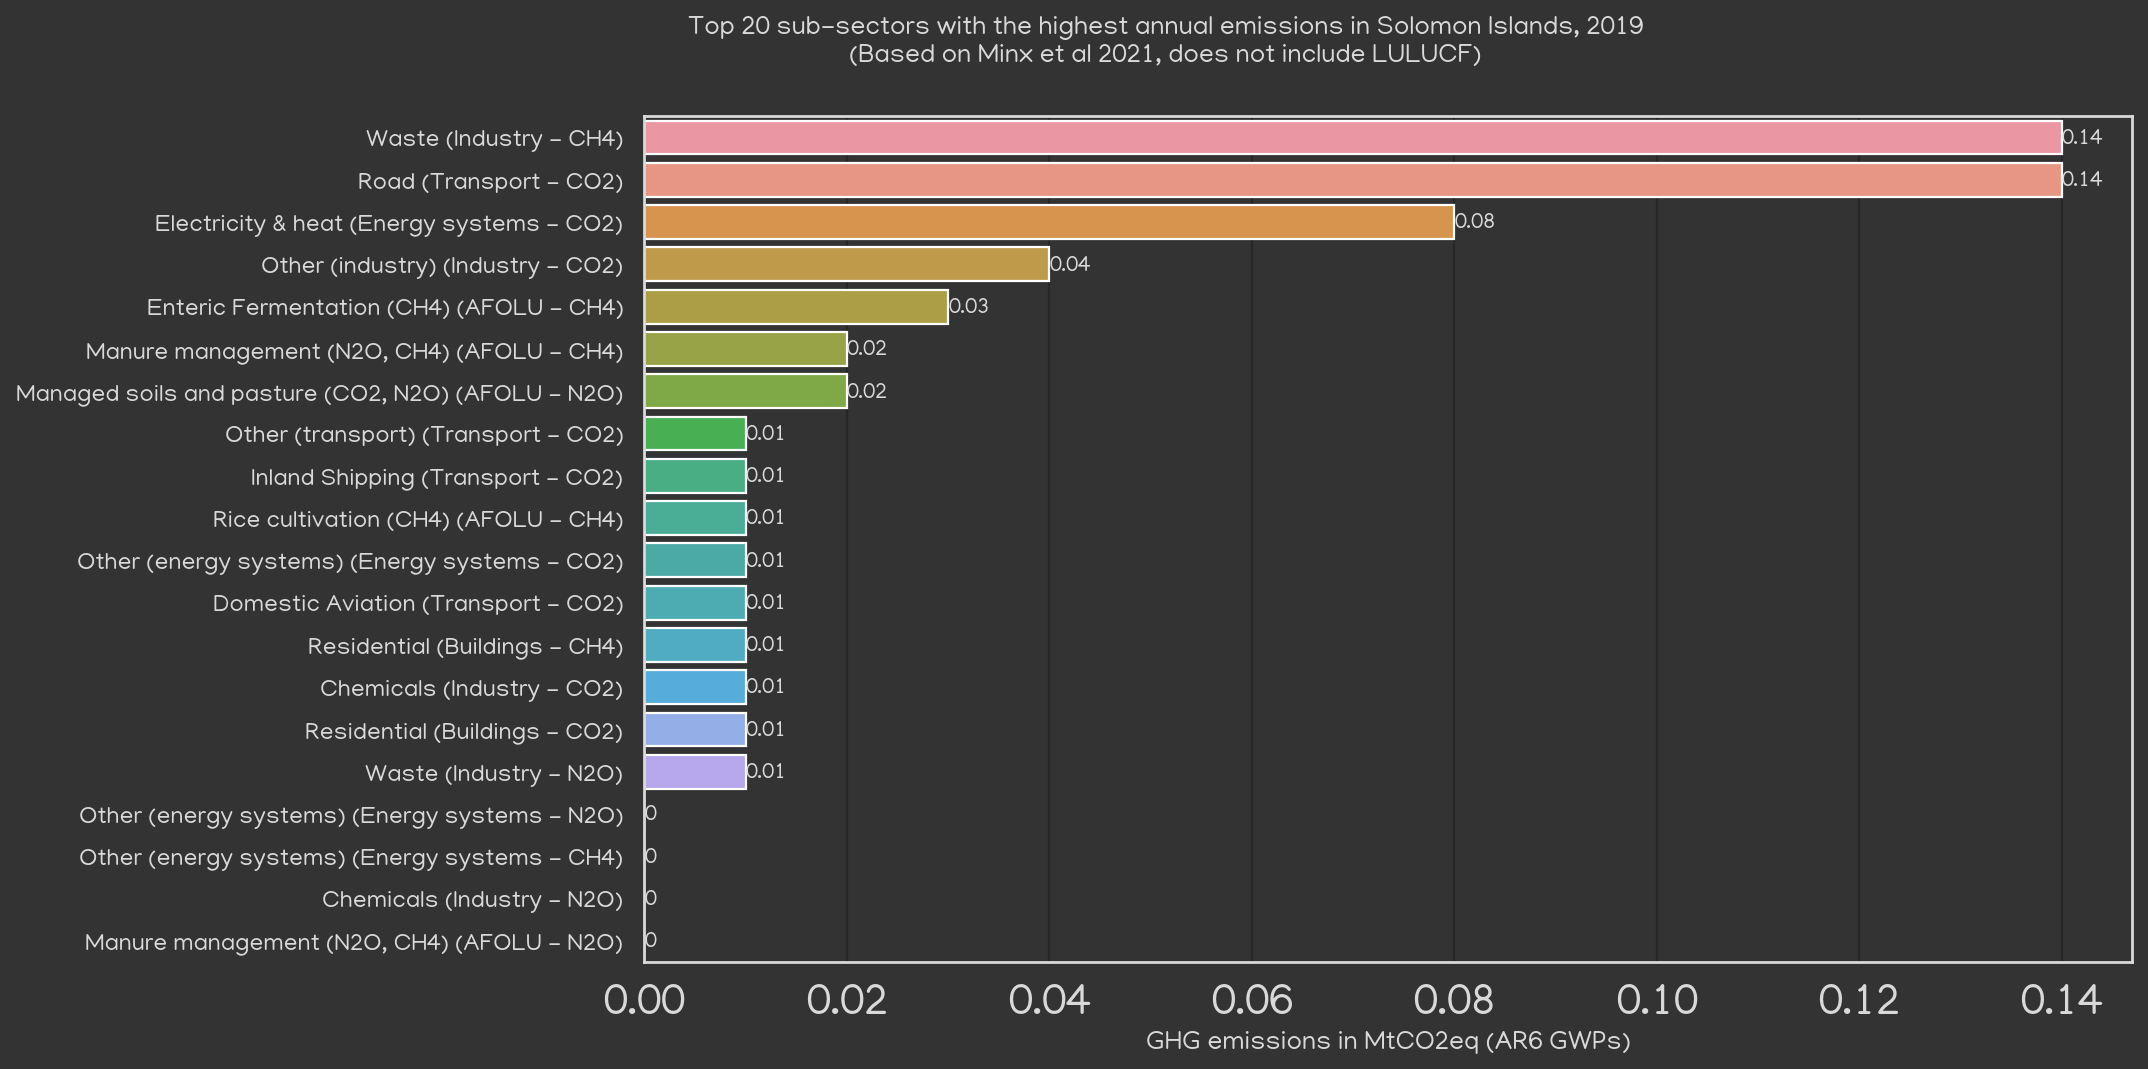 Top 20 sub-sectors with the highest annual emissions in Solomon Islands, 2019
(Based on Minx et al 2021, does not include LULUCF)
Waste (Industry - CH4) 0.14
Road (Transport - CO2) 0.14
Electricity & heat (Energy systems - CO2) 0.08
Other (industry) (Industry - CO2) 0.04
Enteric Fermentation (CH4) (AFOLU - CH4) 0.03
Manure management (N2O, CH4) (AFOLU - CH4) 0.02
Managed soils and pasture (CO2, N2O) (AFOLU - N2O) 0.02
Other (transport) (Transport - CO2) 0.01
Inland Shipping (Transport - CO2) 0.01
Rice cultivation (CH4) (AFOLU - CH4) 0.01
Other (energy systems) (Energy systems - CO2) 0.01
Domestic Aviation (Transport - CO2) 0.01
Residential (Buildings - CH4) 0.01
Chemicals (Industry - CO2) 0.01
Residential (Buildings - CO2) 0.01
Waste (Industry - N2O) 0.01
Other (energy systems) (Energy systems - N2O) 0
Other (energy systems) (Energy systems - CH4) 0
Chemicals (Industry - N2O) 0
Manure management (N2O, CH4) (AFOLU - N2O) 0
0.00 0.02 0.04 0.06 0.08 0.10 0.12 0.14
GHG emissions in MtCO2eq (AR6 GWPs)